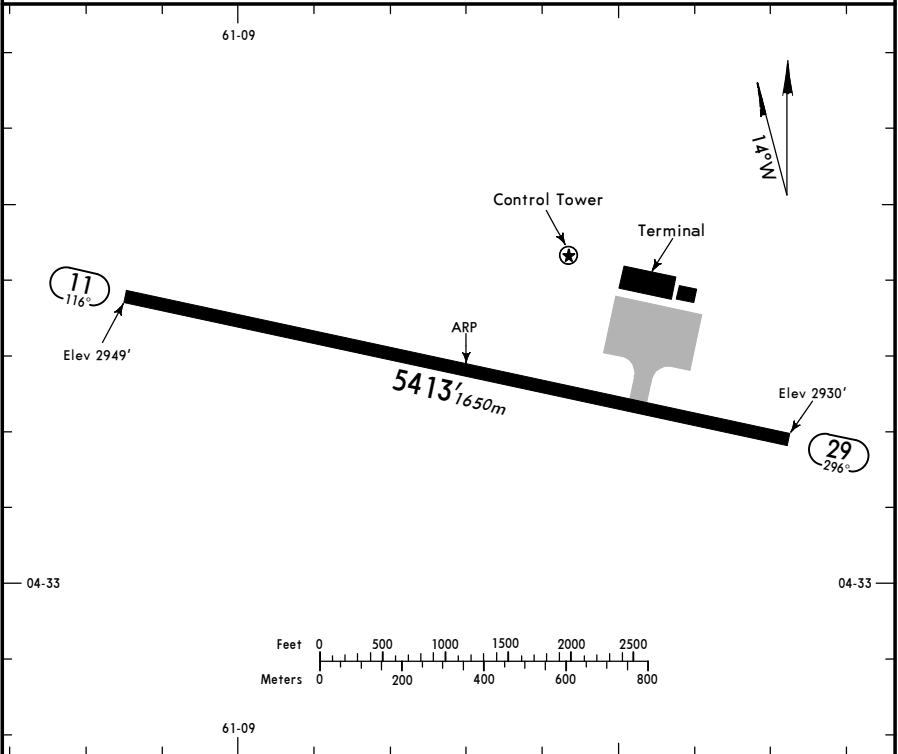 61-09
14°W
Control Tower
Terminal
11
116°
ARP
Elev 2949'
5413'
1650m
Elev 2930'
29
296°
04-33
04-33
Feet 0 500 1000 1500 2000 2500
Meters 0 200 400 600 800
61-09